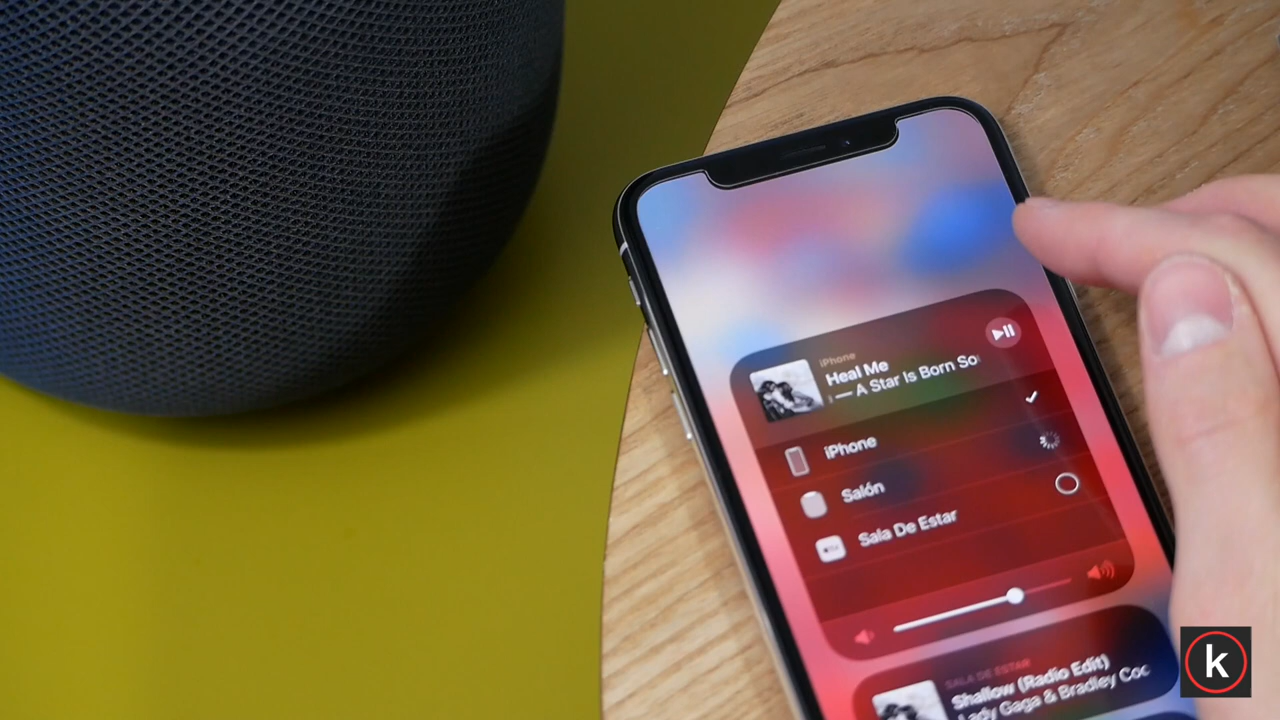 iPhone
Heal Me
— A Star Is Born So
iPhone
Salón
Sala De Estar
SALA DE ESTAR
Shallow (Radio Edit)
Lady Gaga & Bradley Coo
k